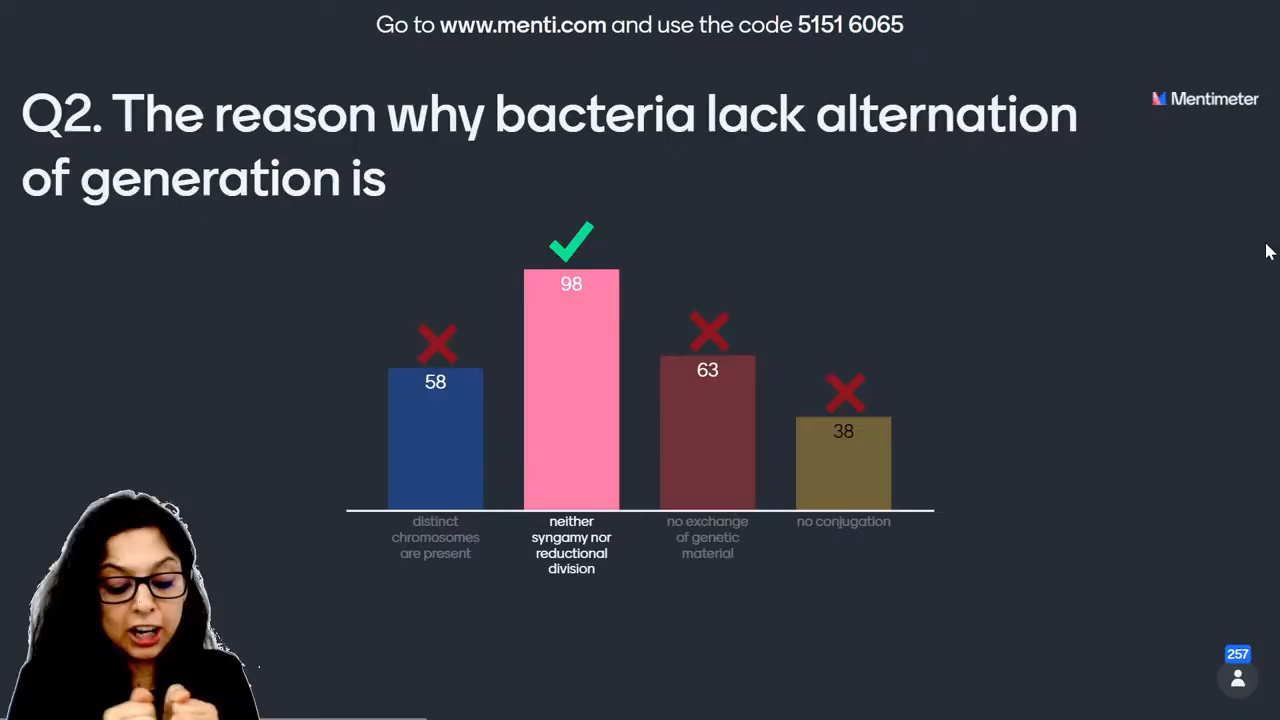 Go to www.menti.com and use the code 5151 6065
Q2. The reason why bacteria lack alternation
of generation is
Mentimeter
58
98
63
38
distinct
chromosomes
are present
neither
syngamy nor
reductional
division
no exchange
of genetic
material
no conjugation
257